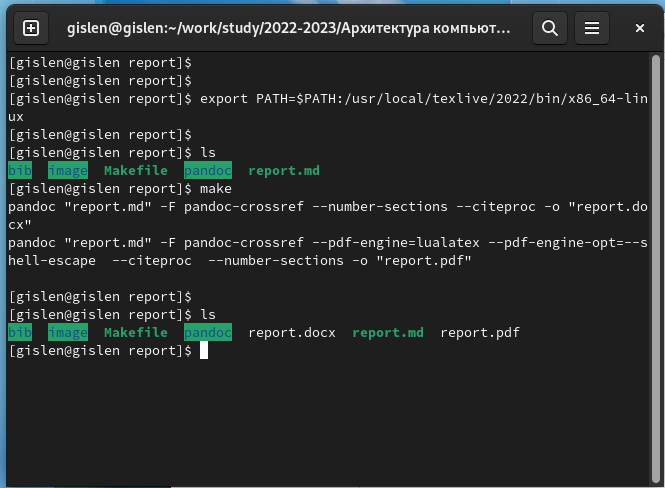 gislen@gislen:~/work/study/2022-2023/Архитектура компьют...
[gislen@gislen report]$
[gislen@gislen report]$
[gislen@gislen report]$ export PATH=$PATH:/usr/local/texlive/2022/bin/x86_64-lin
ux
[gislen@gislen report]$
[gislen@gislen report]$ ls
bib  image  Makefile  pandoc  report.md
[gislen@gislen report]$ make
pandoc "report.md" -F pandoc-crossref --number-sections --citeproc -o "report.do
cx"
pandoc "report.md" -F pandoc-crossref --pdf-engine=lualatex --pdf-engine-opt=--s
hell-escape  --citeproc  --number-sections -o "report.pdf"
[gislen@gislen report]$
[gislen@gislen report]$ ls
bib  image  Makefile  pandoc  report.docx  report.md  report.pdf
[gislen@gislen report]$